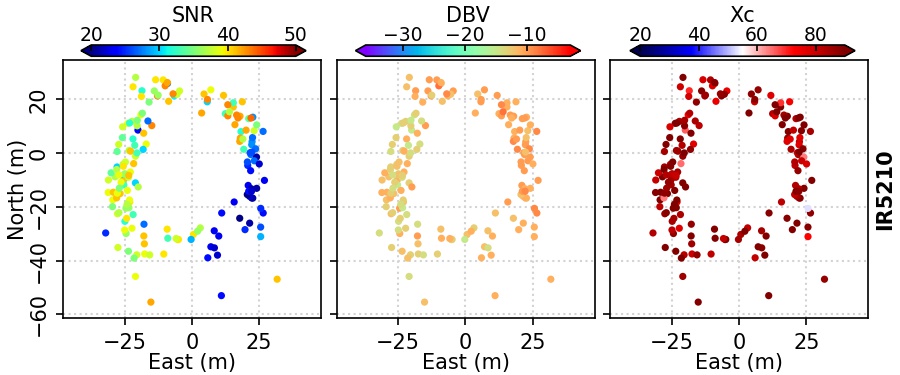 SNR DBV Xc
20 30 40 50 −30 −20 −10 20 40 60 80
20
0
−20
−40
−60
North (m)
−25 0 25 −25 0 25 −25 0 25
East (m) East (m) East (m)
IR5210